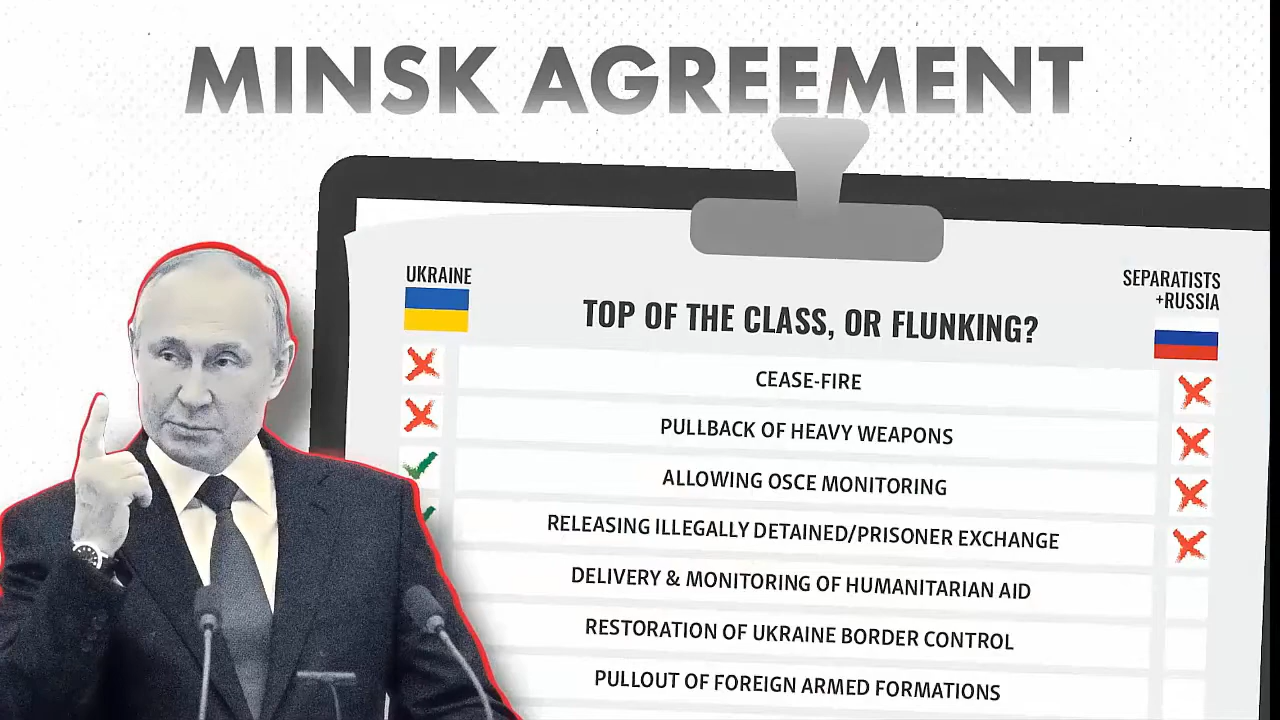 MINSK AGREEMENT
UKRAINE
SEPARATISTS
+RUSSIA
TOP OF THE CLASS, OR FLUNKING?
CEASE-FIRE
PULLBACK OF HEAVY WEAPONS
ALLOWING OSCE MONITORING
RELEASING ILLEGALLY DETAINED/PRISONER EXCHANGE
DELIVERY & MONITORING OF HUMANITARIAN AID
RESTORATION OF UKRAINE BORDER CONTROL
PULLOUT OF FOREIGN ARMED FORMATIONS